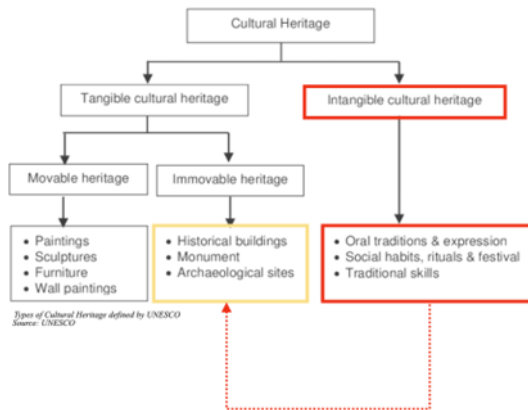 Cultural Heritage
Tangible cultural heritage
Intangible cultural heritage
Movable heritage
Immovable heritage
• Paintings
• Sculptures
• Furniture
• Wall paintings
• Historical buildings
• Monument
• Archaeological sites
• Oral traditions & expression
• Social habits, rituals & festival
• Traditional skills
Types of Cultural Heritage defined by UNESCO
Source: UNESCO